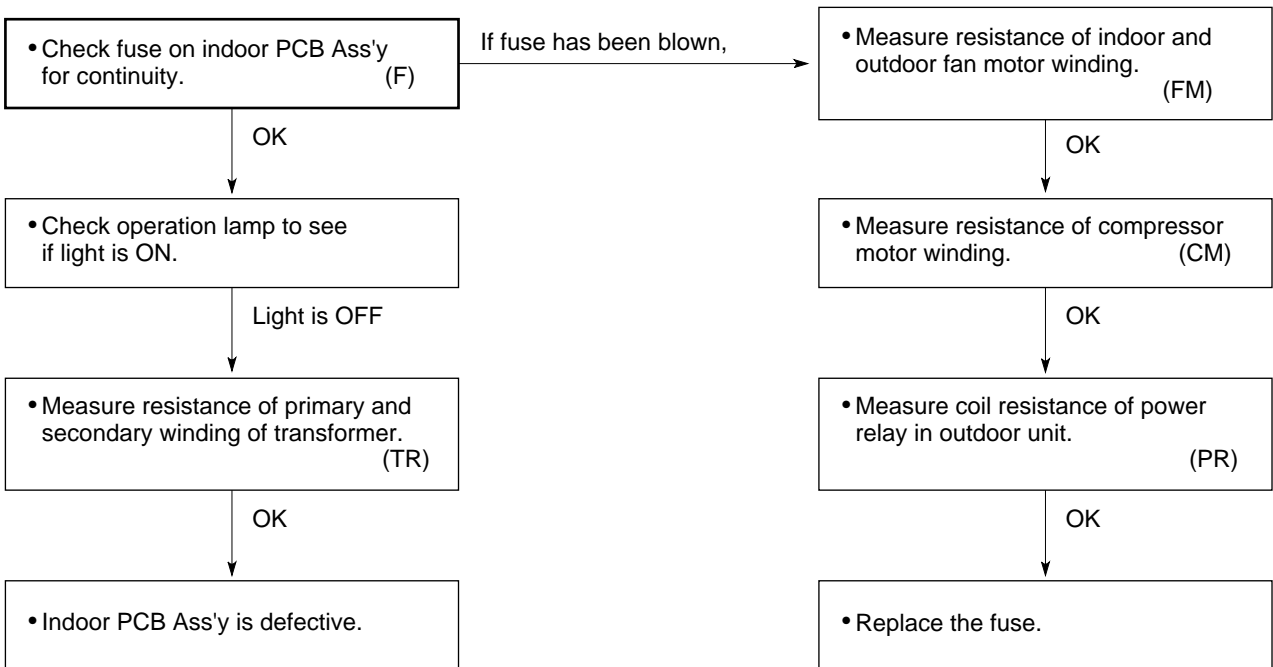 • Check fuse on indoor PCB Ass'y
for continuity. (F)
If fuse has been blown,
• Measure resistance of indoor and
outdoor fan motor winding.
(FM)
OK
OK
• Check operation lamp to see
if light is ON.
• Measure resistance of compressor
motor winding. (CM)
Light is OFF
OK
• Measure resistance of primary and
secondary winding of transformer.
(TR)
• Measure coil resistance of power
relay in outdoor unit.
(PR)
OK
OK
• Indoor PCB Ass'y is defective.
• Replace the fuse.